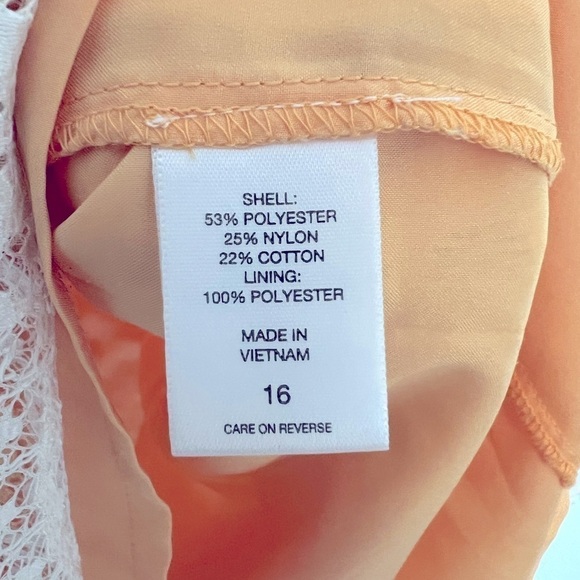 SHELL:
53% POLYESTER
25% NYLON
22% COTTON
LINING:
100% POLYESTER
MADE IN
VIETNAM
16
CARE ON REVERSE